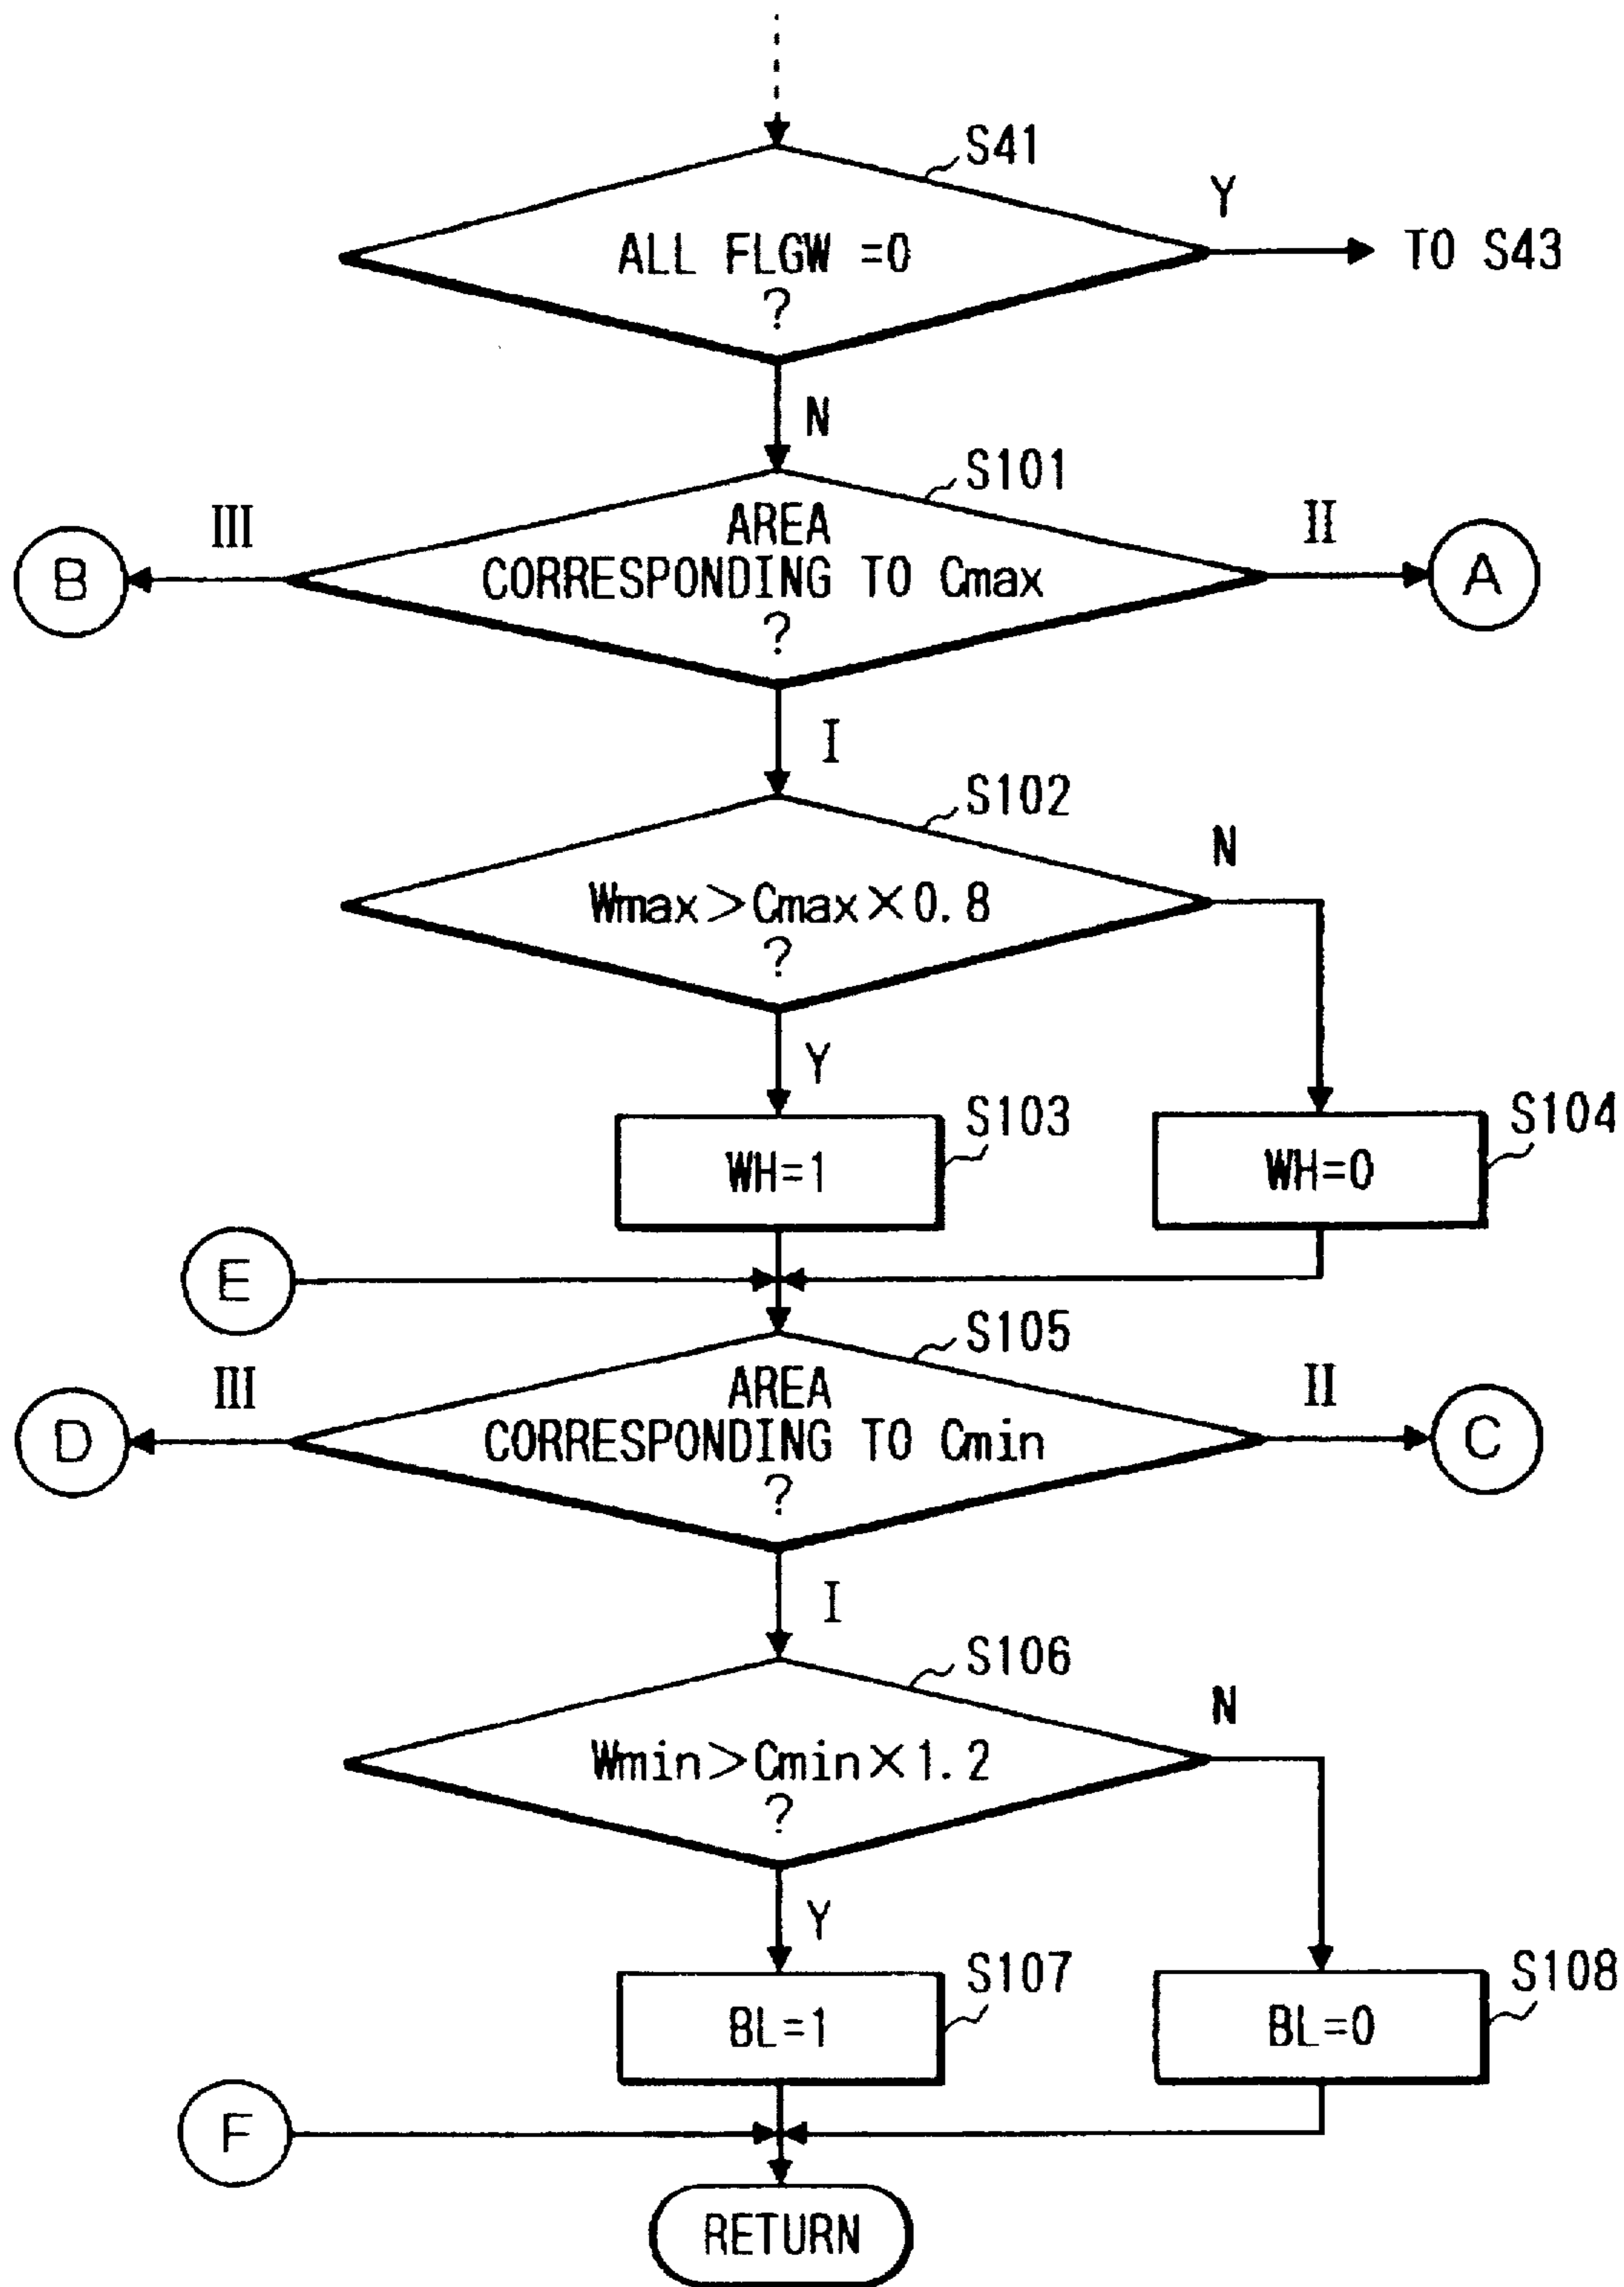 S41
Y
ALL FLGW =0
?
TO S43
N
S101
III
II
B
AREA
CORRESPONDING TO Cmax
?
A
I
S102
N
Wmax>Cmax×0.8
?
Y
S103
S104
WH=1
WH=0
E
S105
III
II
D
AREA
CORRESPONDING TO Cmin
?
C
I
S106
N
Wmin>Cmin×1.2
?
Y
S107
S108
BL=1
BL=0
F
RETURN